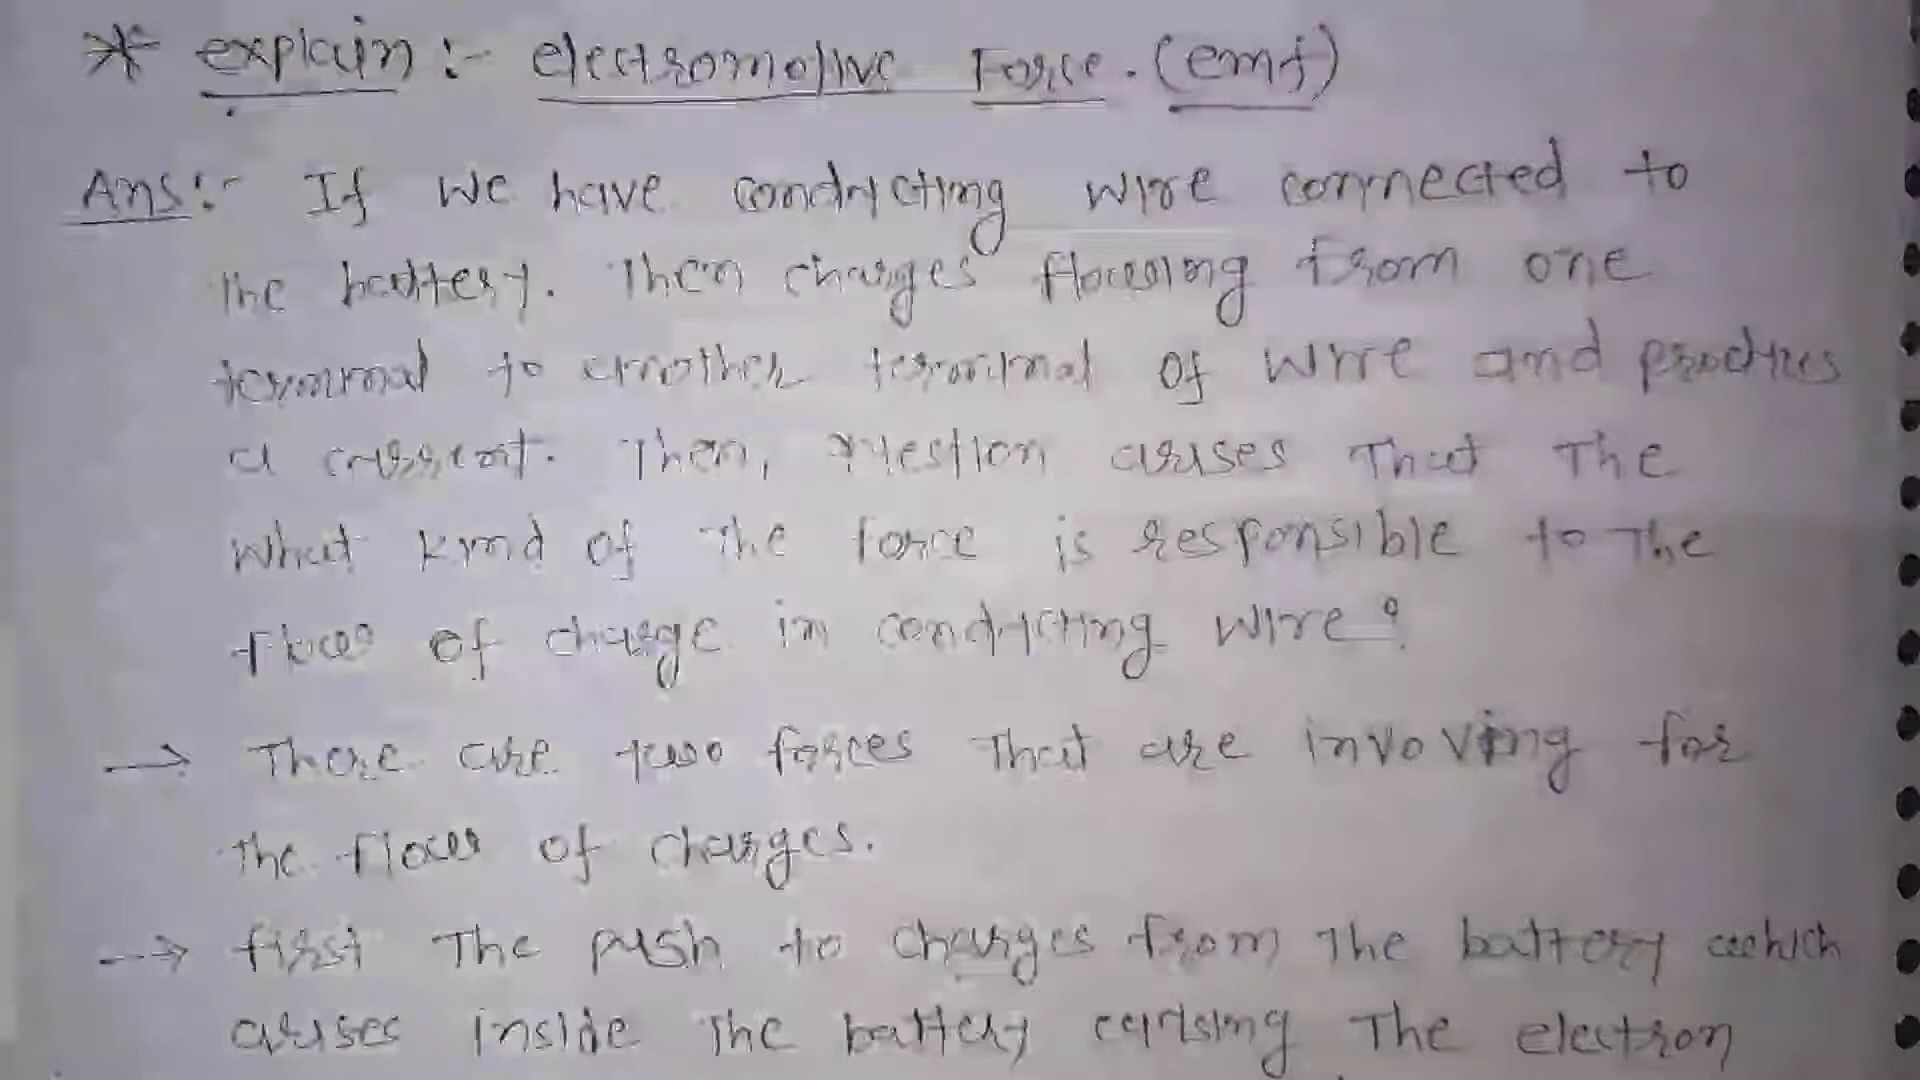 * explain :- electromotive Force. (emf)
Ans:- If we have conducting wire connected to
the battery. Then charges flowing from one
terminal to another terminal of wire and produces
a current. Then, question arises that the
what kind of the force is responsible to the
flow of charge in conducting wire?
→ There are two forces that are invoving for
the flow of charges.
→ first The push to charges from the battery which
arises inside the battery causing the electron